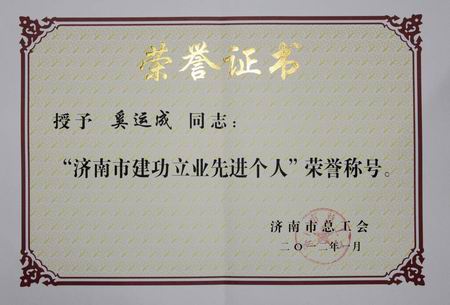 荣誉证书
授予 奚运成 同志：
“济南市建功立业先进个人”荣誉称号。
济南市总工会
二〇一二年一月